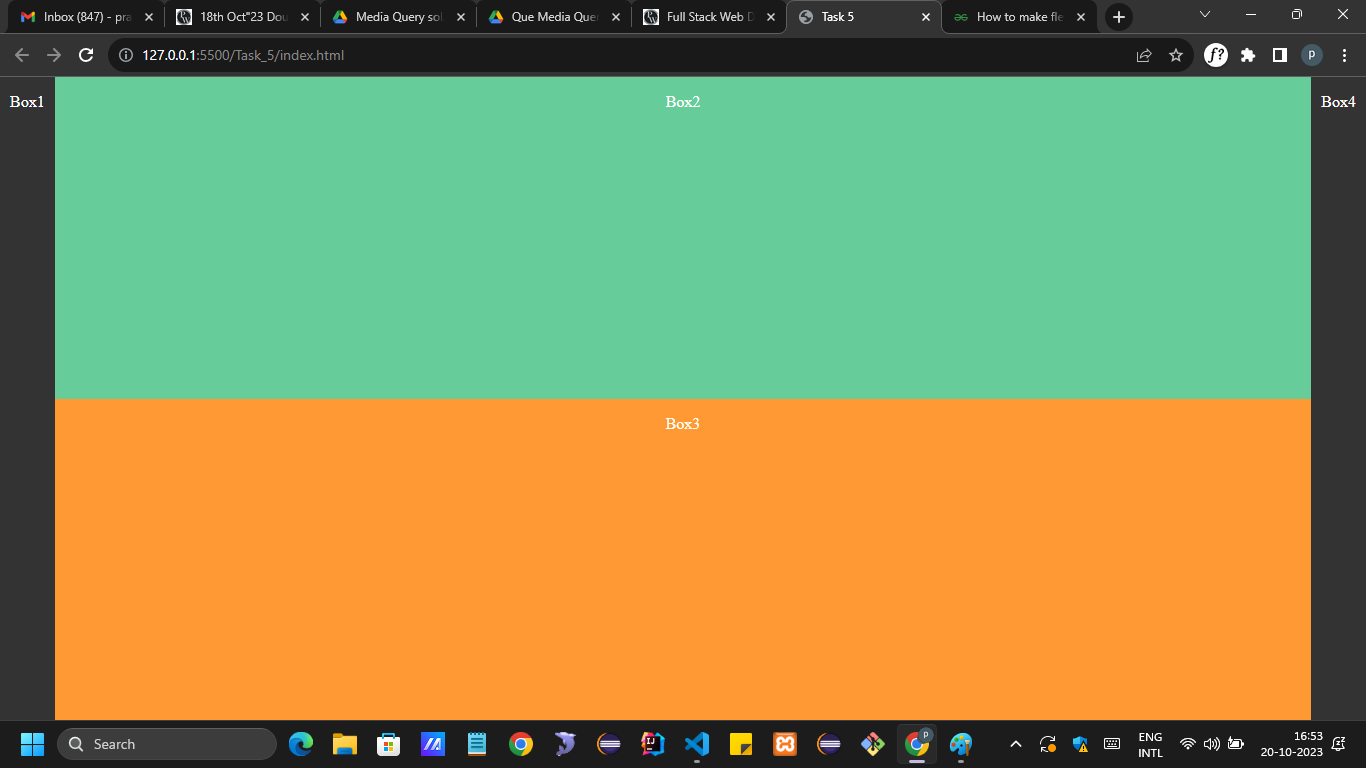 Inbox (847) - pra
18th Oct"23 Dou
Media Query sol
Que Media Quer
Full Stack Web D
Task 5
How to make fle
127.0.0.1:5500/Task_5/index.html
f?
p
Box1
Box2
Box4
Box3
Search
p
ENG
INTL
16:53
20-10-2023